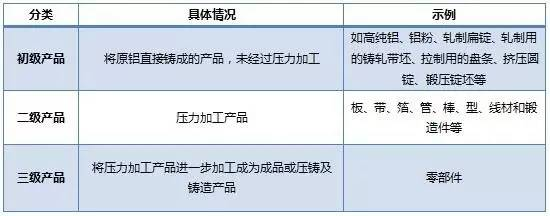 分类 具体情况 示例
初级产品 将原铝直接铸成的产品，未经过压力加工 如高纯铝、铝粉、轧制扁锭、轧制用
的铸轧带坯、拉制用的盘条、挤压圆
锭、锻压锭坯等
二级产品 压力加工产品 板、带、箔、管、棒、型、线材和锻
造件等
三级产品 将压力加工产品进一步加工成为成品或压铸及
铸造产品 零部件